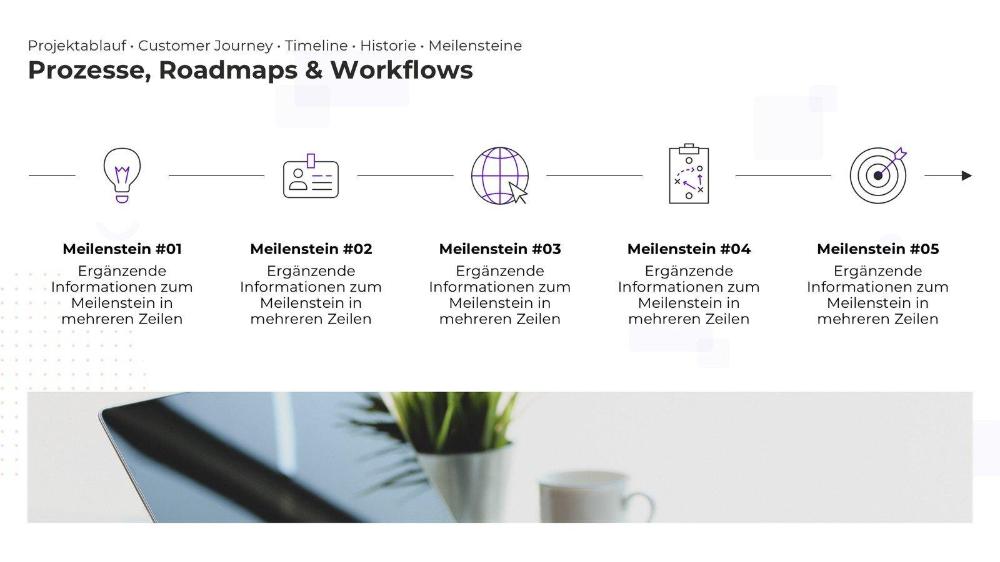 Projektablauf • Customer Journey • Timeline • Historie • Meilensteine
Prozesse, Roadmaps & Workflows
Meilenstein #01
Ergänzende
Informationen zum
Meilenstein in
mehreren Zeilen
Meilenstein #02
Ergänzende
Informationen zum
Meilenstein in
mehreren Zeilen
Meilenstein #03
Ergänzende
Informationen zum
Meilenstein in
mehreren Zeilen
Meilenstein #04
Ergänzende
Informationen zum
Meilenstein in
mehreren Zeilen
Meilenstein #05
Ergänzende
Informationen zum
Meilenstein in
mehreren Zeilen